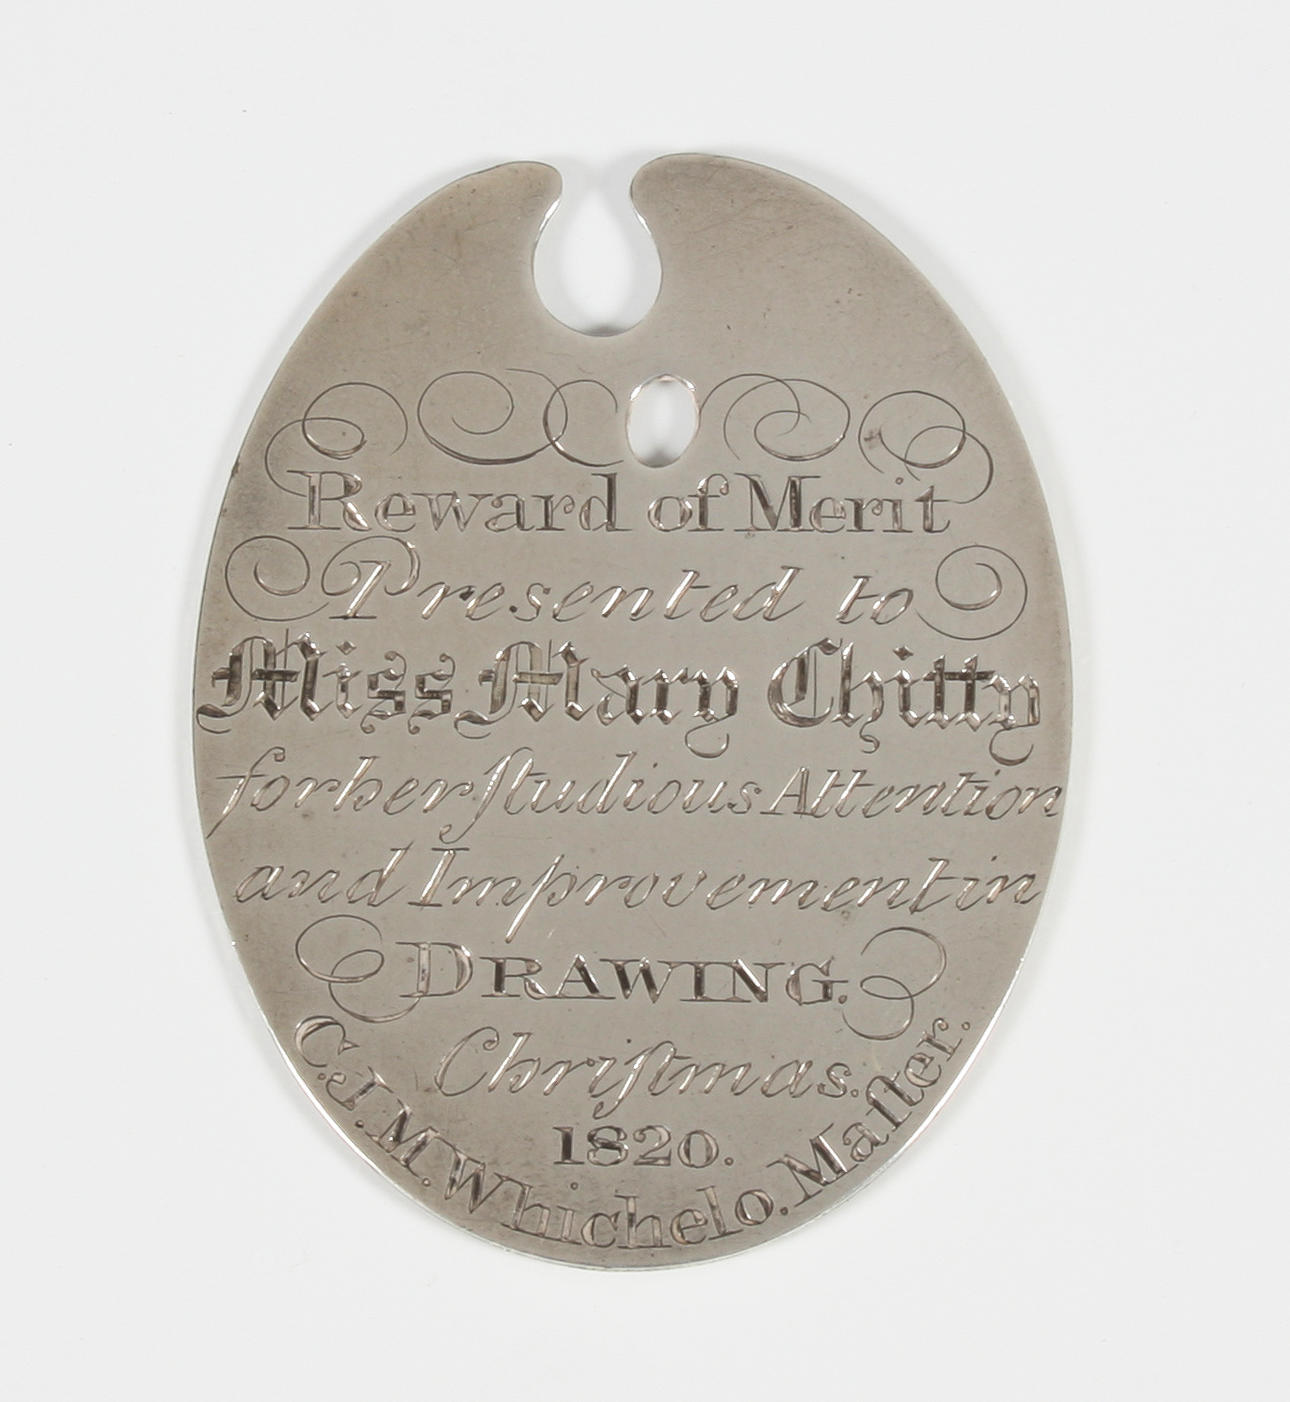 Reward of Merit
Presented to
Miss Mary Chitty
for her ſtudious Attention
and Improvement in
DRAWING.
Chriſtmas.
1820.
C.J.M.Whichelo.Maſter.